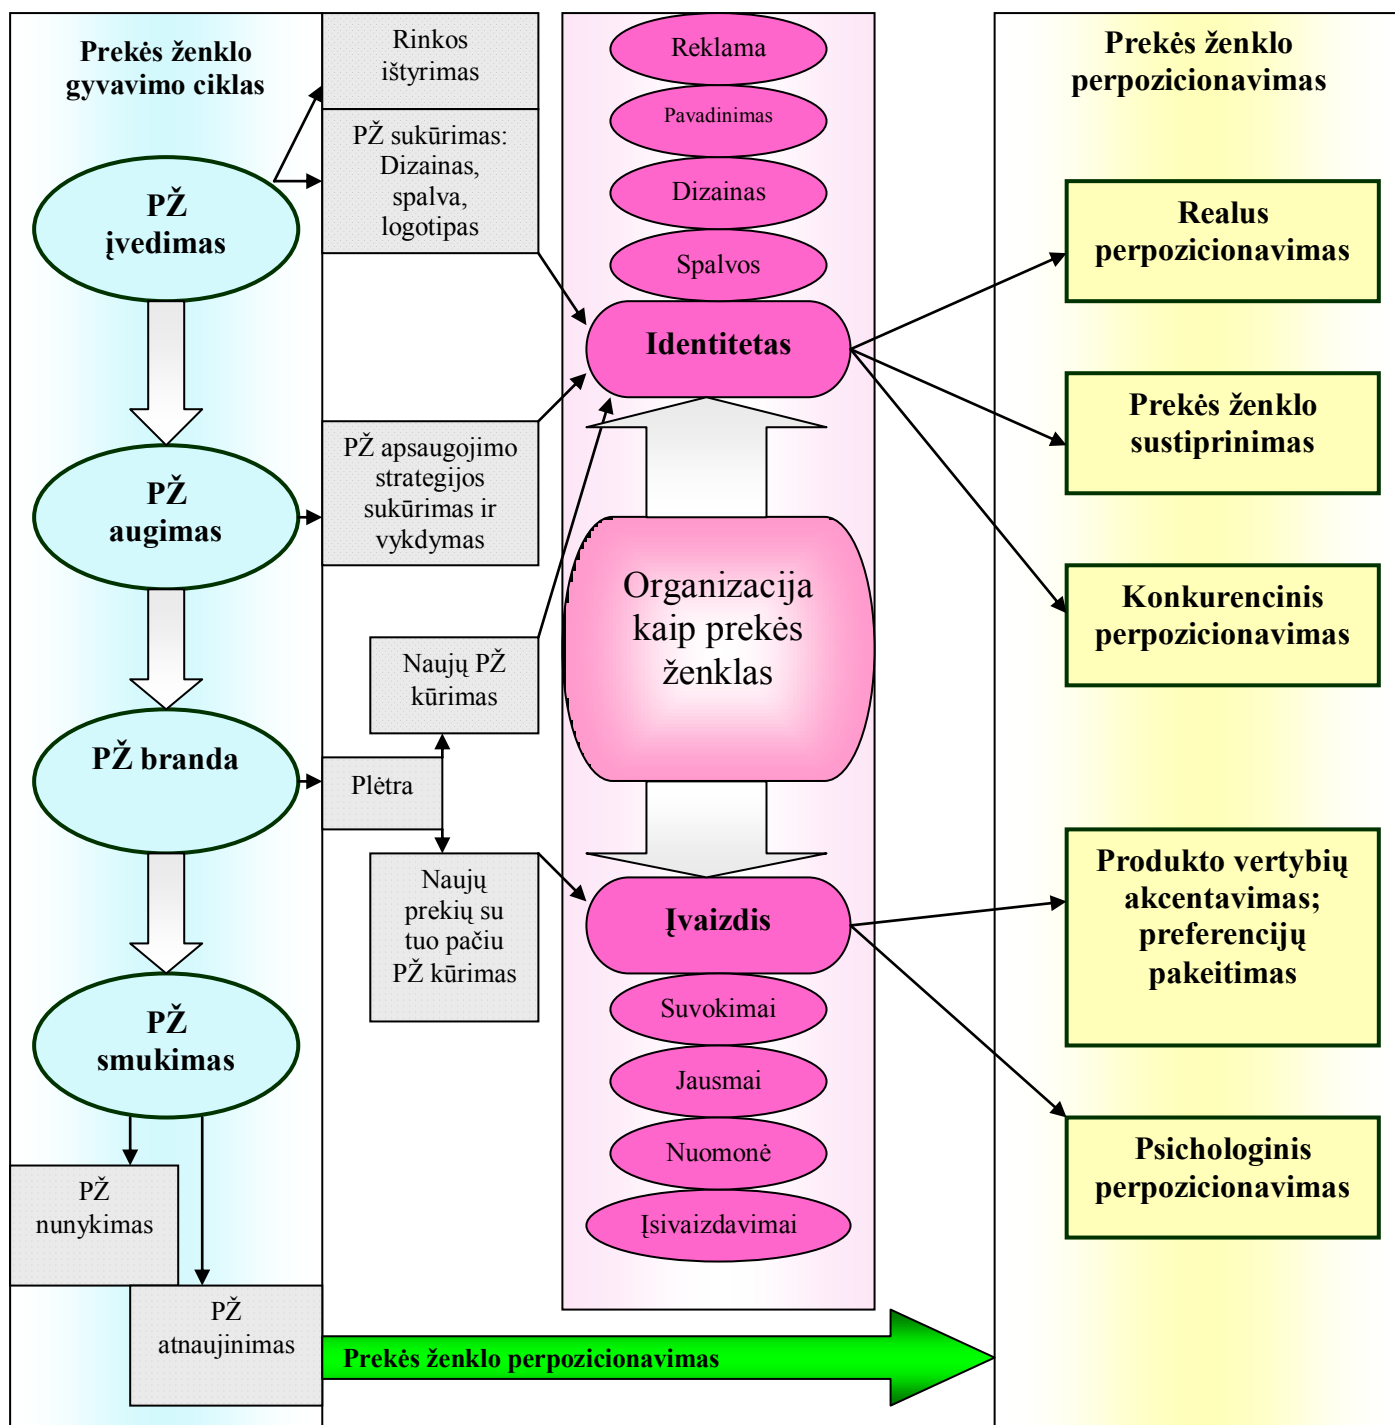 Prekės ženklo
gyvavimo ciklas
PŽ
įvedimas
PŽ
augimas
PŽ branda
PŽ
smukimas
PŽ
nunykimas
PŽ
atnaujinimas
Rinkos
ištyrimas
PŽ sukūrimas:
Dizainas,
spalva,
logotipas
PŽ apsaugojimo
strategijos
sukūrimas ir
vykdymas
Naujų PŽ
kūrimas
Plėtra
Naujų
prekių su
tuo pačiu
PŽ kūrimas
Reklama
Pavadinimas
Dizainas
Spalvos
Identitetas
Organizacija
kaip prekės
ženklas
Įvaizdis
Suvokimai
Jausmai
Nuomonė
Įsivaizdavimai
Prekės ženklo perpozicionavimas
Prekės ženklo
perpozicionavimas
Realus
perpozicionavimas
Prekės ženklo
sustiprinimas
Konkurencinis
perpozicionavimas
Produkto vertybių
akcentavimas;
preferencijų
pakeitimas
Psichologinis
perpozicionavimas